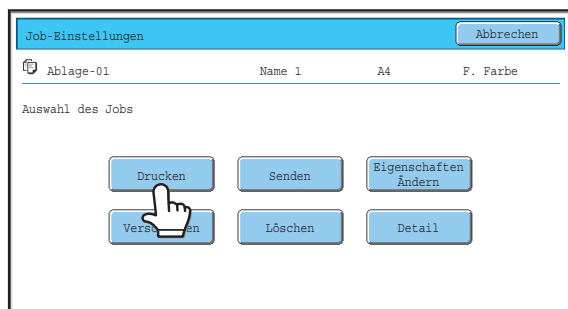 Job-Einstellungen Abbrechen
Ablage-01 Name 1 A4 F. Farbe
Auswahl des Jobs
Drucken Senden Eigenschaften
Ändern
Löschen Detail